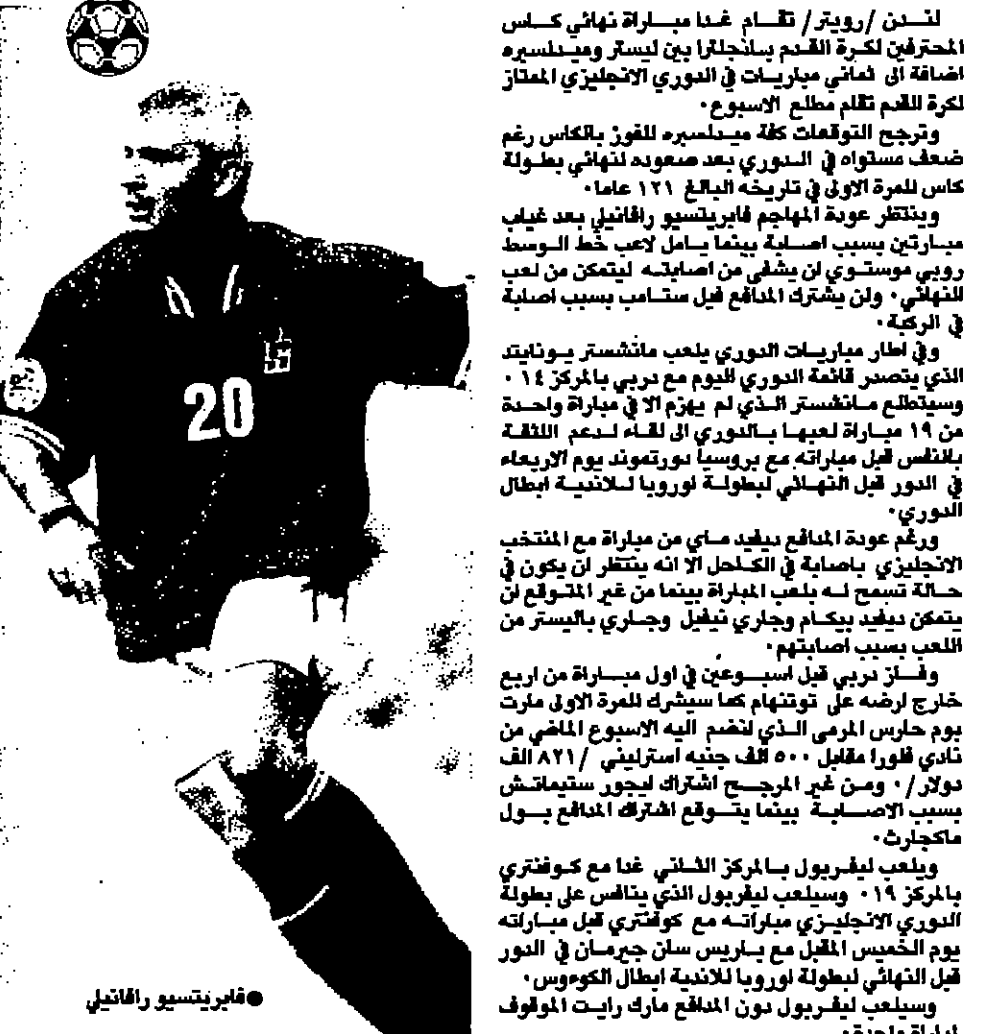 لندن /رويتر/ تقام غدا مباراة نهائي كاس
المحترفين لكرة القدم بانجلترا بين ليستر وميدلسبره
اضافة الى ثماني مباريات في الدوري الانجليزي الممتاز
لكرة القدم تقام مطلع الاسبوع.
وترجح التوقعات كفة ميدلسبره للفوز بالكاس رغم
ضعف مستواه في الدوري بعد صعوده لنهائي بطولة
كاس للمرة الاولى في تاريخه البالغ ١٢١ عاما.
وينتظر عودة المهاجم فابريتسيو رافانيلي بعد غياب
مبارتين بسبب اصابة بينما يامل لاعب خط الوسط
روبي موستوي ان يشفى من اصابته ليتمكن من لعب
النهائي. ولن يشترك المدافع فيل ستامب بسبب اصابة
في الركبة.
وفي اطار مباريات الدوري يلعب مانشستر يونايتد
الذي يتصدر قائمة الدوري اليوم مع دربي بالمركز ١٤.
وسيتطلع مانشستر الذي لم يهزم الا في مباراة واحدة
من ١٩ مباراة لعبها بالدوري الى لقاء لدعم الثقة
بالنفس قبل مباراته مع بروسيا دورتموند يوم الاربعاء
في الدور قبل النهائي لبطولة اوروبا للاندية ابطال
الدوري.
ورغم عودة المدافع ديفيد ماي من مباراة مع المنتخب
الانجليزي باصابة في الكاحل الا انه ينتظر ان يكون في
حالة تسمح له بلعب المباراة بينما من غير المتوقع ان
يتمكن ديفيد بيكام وجاري نيفيل وجاري باليستر من
اللعب بسبب اصابتهم.
وفاز دربي قبل اسبوعين في اول مباراة من اربع
خارج ارضه على توتنهام كما سيشرك للمرة الاولى مارت
بوم حارس المرمى الذي انضم اليه الاسبوع الماضي من
نادي فلورا مقابل ٥٠٠ الف جنيه استرليني /٨٢١ الف
دولار/. ومن غير المرجح اشتراك ايجور ستيماتش
بسبب الاصابة بينما يتوقع اشتراك المدافع بول
ماكجارث.
ويلعب ليفربول بالمركز الثاني غدا مع كوفنتري
بالمركز ١٩. وسيلعب ليفربول الذي ينافس على بطولة
الدوري الانجليزي مباراته مع كوفنتري قبل مباراته
يوم الخميس المقبل مع باريس سان جيرمان في الدور
قبل النهائي لبطولة اوروبا للاندية ابطال الكوءوس.
وسيلعب ليفربول دون المدافع مارك رايت الموقوف
20
●فابريتسيو رافانيلي